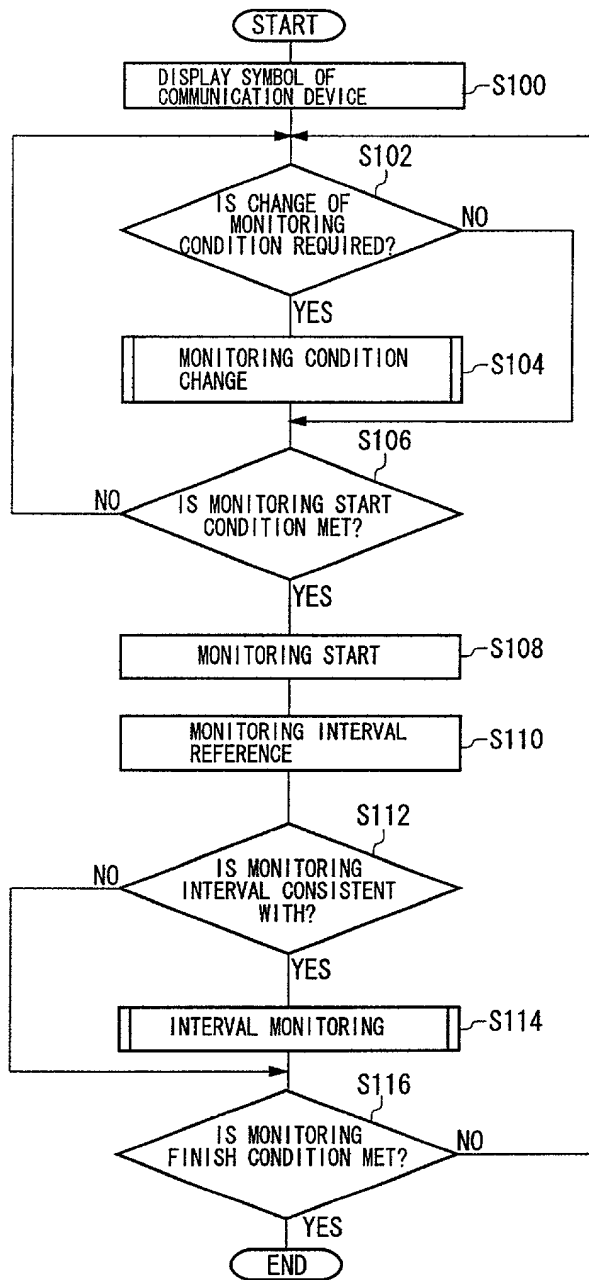 START
DISPLAY SYMBOL OF
COMMUNICATION DEVICE
S100
S102
IS CHANGE OF
MONITORING
CONDITION REQUIRED?
NO
YES
MONITORING CONDITION
CHANGE
S104
S106
NO
IS MONITORING START
CONDITION MET?
YES
MONITORING START
S108
MONITORING INTERVAL
REFERENCE
S110
S112
NO
IS MONITORING
INTERVAL CONSISTENT
WITH?
YES
INTERVAL MONITORING
S114
S116
IS MONITORING
FINISH CONDITION MET?
NO
YES
END